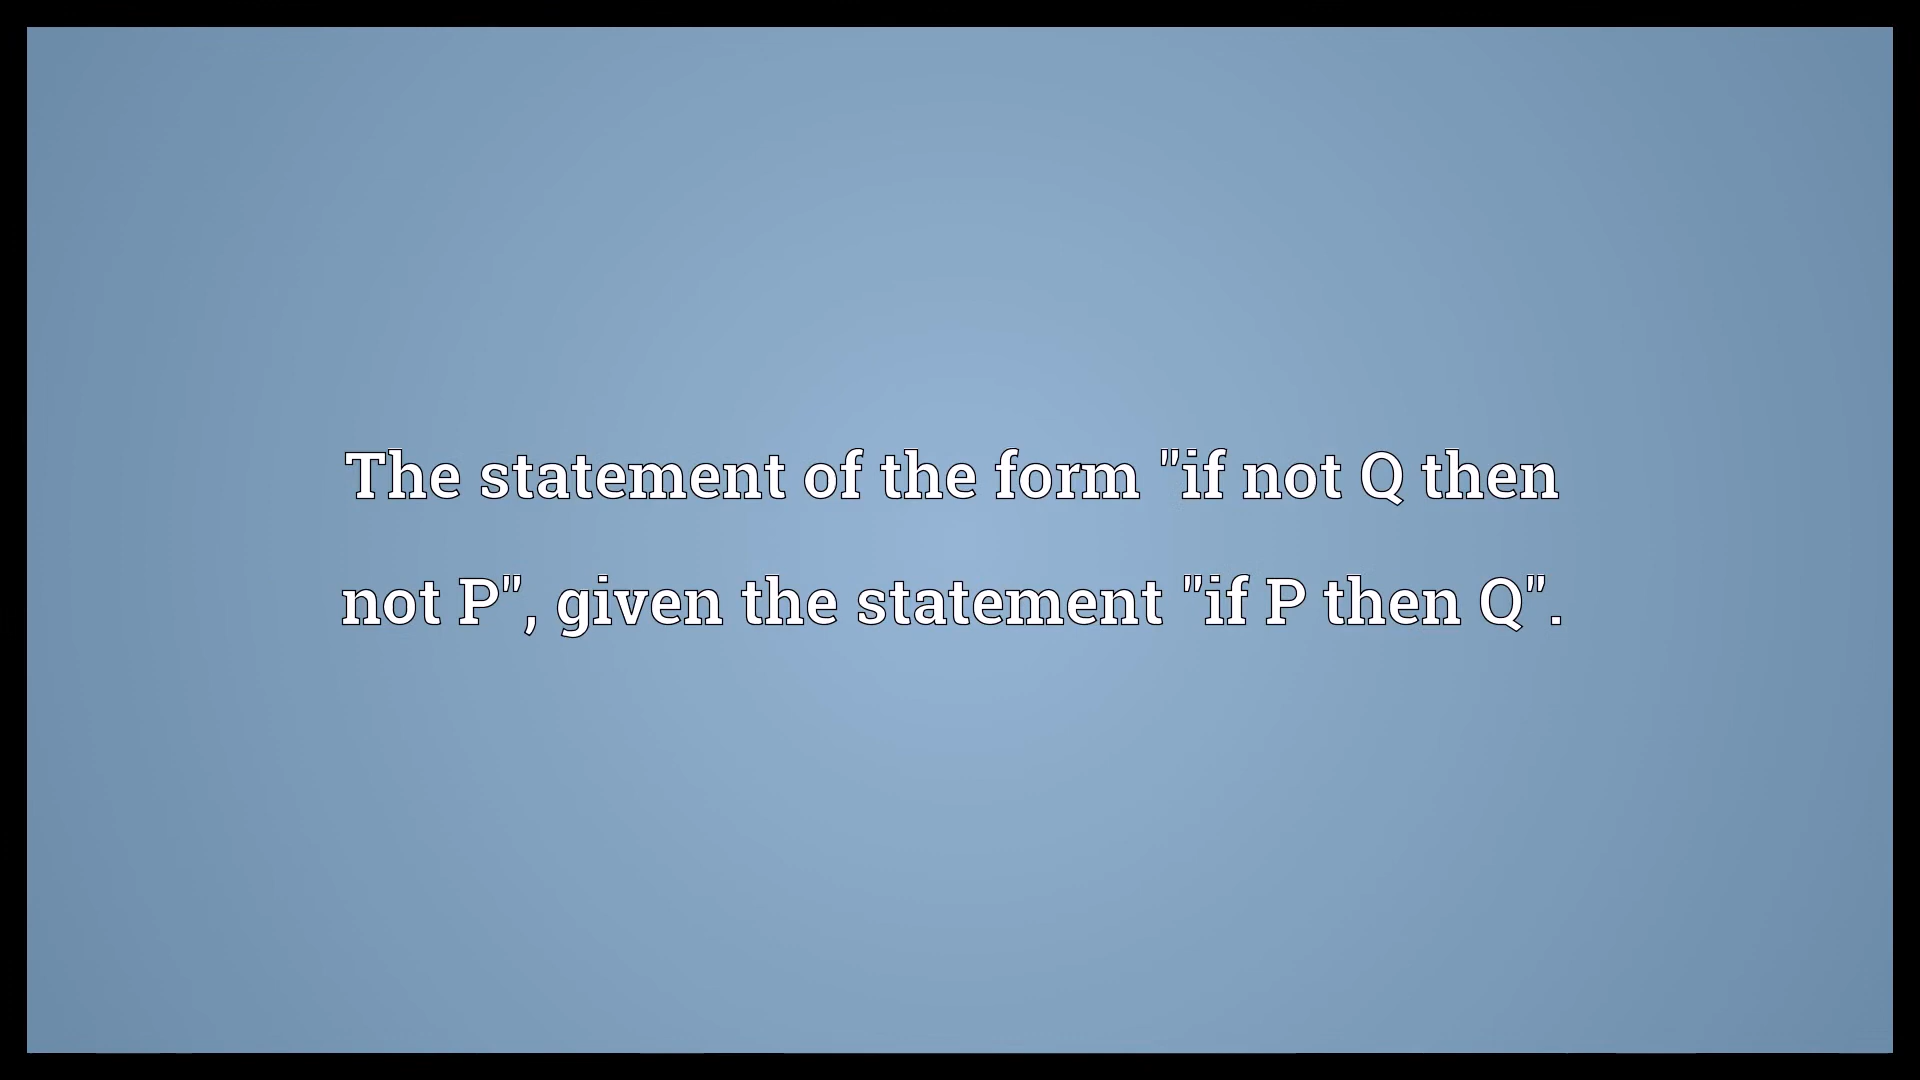 The statement of the form "if not Q then
not P", given the statement "if P then Q".